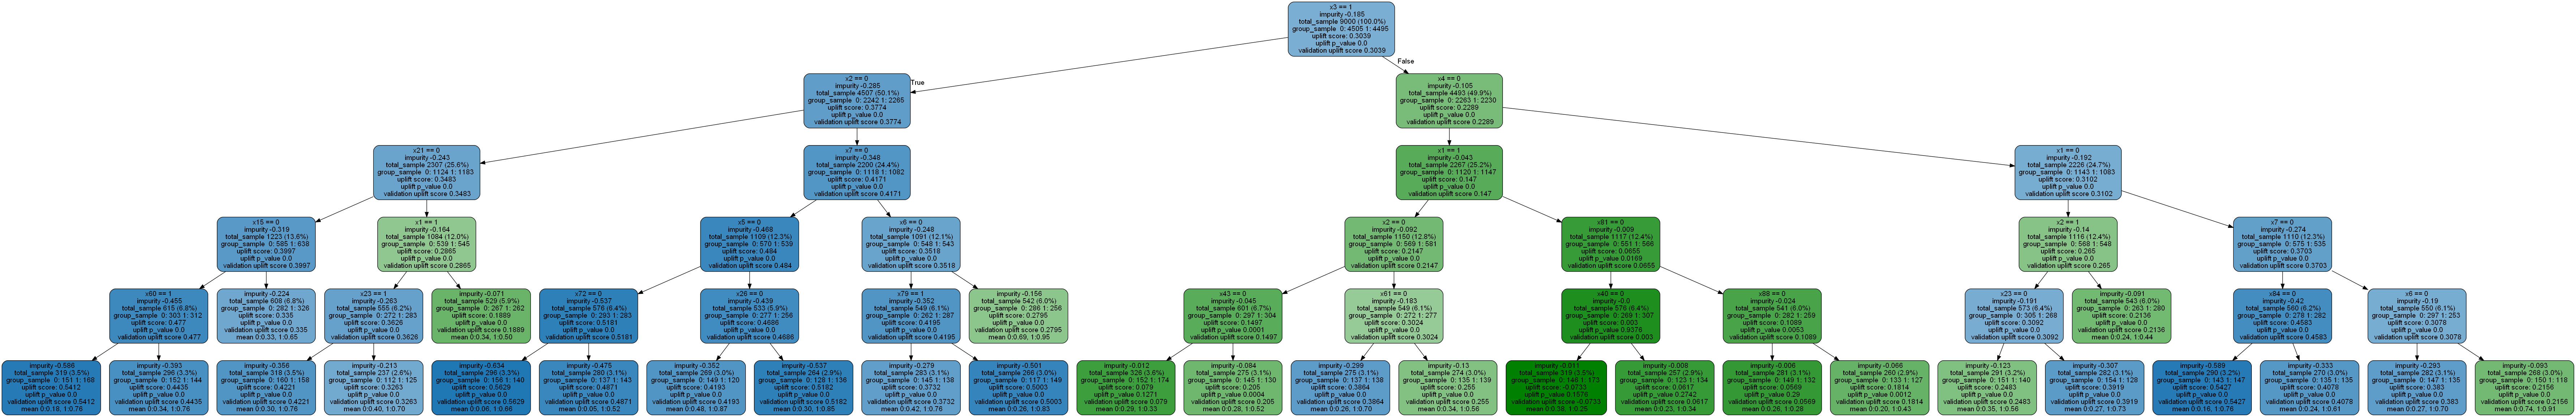 x3 == 1
impurity -0.185
total_sample 9000 (100.0%)
group_sample 0: 4505 1: 4495
uplift score: 0.3039
uplift p_value 0.0
validation uplift score 0.3039
True
False
x2 == 0
impurity -0.285
total_sample 4507 (50.1%)
group_sample 0: 2242 1: 2265
uplift score: 0.3774
uplift p_value 0.0
validation uplift score 0.3774
x4 == 0
impurity -0.105
total_sample 4493 (49.9%)
group_sample 0: 2263 1: 2230
uplift score: 0.2289
uplift p_value 0.0
validation uplift score 0.2289
x21 == 0
impurity -0.243
total_sample 2307 (25.6%)
group_sample 0: 1124 1: 1183
uplift score: 0.3483
uplift p_value 0.0
validation uplift score 0.3483
x7 == 0
impurity -0.348
total_sample 2200 (24.4%)
group_sample 0: 1118 1: 1082
uplift score: 0.4171
uplift p_value 0.0
validation uplift score 0.4171
x1 == 1
impurity -0.043
total_sample 2267 (25.2%)
group_sample 0: 1120 1: 1147
uplift score: 0.147
uplift p_value 0.0
validation uplift score 0.147
x1 == 0
impurity -0.192
total_sample 2226 (24.7%)
group_sample 0: 1143 1: 1083
uplift score: 0.3102
uplift p_value 0.0
validation uplift score 0.3102
x15 == 0
impurity -0.319
total_sample 1223 (13.6%)
group_sample 0: 585 1: 638
uplift score: 0.3997
uplift p_value 0.0
validation uplift score 0.3997
x1 == 1
impurity -0.164
total_sample 1084 (12.0%)
group_sample 0: 539 1: 545
uplift score: 0.2865
uplift p_value 0.0
validation uplift score 0.2865
x5 == 0
impurity -0.468
total_sample 1109 (12.3%)
group_sample 0: 570 1: 539
uplift score: 0.484
uplift p_value 0.0
validation uplift score 0.484
x6 == 0
impurity -0.248
total_sample 1091 (12.1%)
group_sample 0: 548 1: 543
uplift score: 0.3518
uplift p_value 0.0
validation uplift score 0.3518
x2 == 0
impurity -0.092
total_sample 1150 (12.8%)
group_sample 0: 569 1: 581
uplift score: 0.2147
uplift p_value 0.0
validation uplift score 0.2147
x81 == 0
impurity -0.009
total_sample 1117 (12.4%)
group_sample 0: 551 1: 566
uplift score: 0.0655
uplift p_value 0.0169
validation uplift score 0.0655
x2 == 1
impurity -0.14
total_sample 1116 (12.4%)
group_sample 0: 568 1: 548
uplift score: 0.265
uplift p_value 0.0
validation uplift score 0.265
x7 == 0
impurity -0.274
total_sample 1110 (12.3%)
group_sample 0: 575 1: 535
uplift score: 0.3703
uplift p_value 0.0
validation uplift score 0.3703
x60 == 1
impurity -0.455
total_sample 615 (6.8%)
group_sample 0: 303 1: 312
uplift score: 0.477
uplift p_value 0.0
validation uplift score 0.477
impurity -0.224
total_sample 608 (6.8%)
group_sample 0: 282 1: 326
uplift score: 0.335
uplift p_value 0.0
validation uplift score 0.335
mean 0:0.33, 1:0.65
x23 == 1
impurity -0.263
total_sample 555 (6.2%)
group_sample 0: 272 1: 283
uplift score: 0.3626
uplift p_value 0.0
validation uplift score 0.3626
impurity -0.071
total_sample 529 (5.9%)
group_sample 0: 267 1: 262
uplift score: 0.1889
uplift p_value 0.0
validation uplift score 0.1889
mean 0:0.34, 1:0.50
x72 == 0
impurity -0.537
total_sample 576 (6.4%)
group_sample 0: 293 1: 283
uplift score: 0.5181
uplift p_value 0.0
validation uplift score 0.5181
x26 == 0
impurity -0.439
total_sample 533 (5.9%)
group_sample 0: 277 1: 256
uplift score: 0.4686
uplift p_value 0.0
validation uplift score 0.4686
x79 == 1
impurity -0.352
total_sample 549 (6.1%)
group_sample 0: 262 1: 287
uplift score: 0.4195
uplift p_value 0.0
validation uplift score 0.4195
impurity -0.156
total_sample 542 (6.0%)
group_sample 0: 286 1: 256
uplift score: 0.2795
uplift p_value 0.0
validation uplift score 0.2795
mean 0:0.69, 1:0.95
x43 == 0
impurity -0.045
total_sample 601 (6.7%)
group_sample 0: 297 1: 304
uplift score: 0.1497
uplift p_value 0.0001
validation uplift score 0.1497
x61 == 0
impurity -0.183
total_sample 549 (6.1%)
group_sample 0: 272 1: 277
uplift score: 0.3024
uplift p_value 0.0
validation uplift score 0.3024
x40 == 0
impurity -0.0
total_sample 576 (6.4%)
group_sample 0: 269 1: 307
uplift score: 0.003
uplift p_value 0.9376
validation uplift score 0.003
x88 == 0
impurity -0.024
total_sample 541 (6.0%)
group_sample 0: 282 1: 259
uplift score: 0.1089
uplift p_value 0.0053
validation uplift score 0.1089
x23 == 0
impurity -0.191
total_sample 573 (6.4%)
group_sample 0: 305 1: 268
uplift score: 0.3092
uplift p_value 0.0
validation uplift score 0.3092
impurity -0.091
total_sample 543 (6.0%)
group_sample 0: 263 1: 280
uplift score: 0.2136
uplift p_value 0.0
validation uplift score 0.2136
mean 0:0.24, 1:0.44
x84 == 0
impurity -0.42
total_sample 560 (6.2%)
group_sample 0: 278 1: 282
uplift score: 0.4583
uplift p_value 0.0
validation uplift score 0.4583
x6 == 0
impurity -0.19
total_sample 550 (6.1%)
group_sample 0: 297 1: 253
uplift score: 0.3078
uplift p_value 0.0
validation uplift score 0.3078
impurity -0.586
total_sample 319 (3.5%)
group_sample 0: 151 1: 168
uplift score: 0.5412
uplift p_value 0.0
validation uplift score 0.5412
mean 0:0.18, 1:0.76
impurity -0.393
total_sample 296 (3.3%)
group_sample 0: 152 1: 144
uplift score: 0.4435
uplift p_value 0.0
validation uplift score 0.4435
mean 0:0.34, 1:0.76
impurity -0.356
total_sample 318 (3.5%)
group_sample 0: 160 1: 158
uplift score: 0.4221
uplift p_value 0.0
validation uplift score 0.4221
mean 0:0.30, 1:0.76
impurity -0.213
total_sample 237 (2.6%)
group_sample 0: 112 1: 125
uplift score: 0.3263
uplift p_value 0.0
validation uplift score 0.3263
mean 0:0.40, 1:0.70
impurity -0.634
total_sample 296 (3.3%)
group_sample 0: 156 1: 140
uplift score: 0.5629
uplift p_value 0.0
validation uplift score 0.5629
mean 0:0.06, 1:0.66
impurity -0.475
total_sample 280 (3.1%)
group_sample 0: 137 1: 143
uplift score: 0.4871
uplift p_value 0.0
validation uplift score 0.4871
mean 0:0.05, 1:0.52
impurity -0.352
total_sample 269 (3.0%)
group_sample 0: 149 1: 120
uplift score: 0.4193
uplift p_value 0.0
validation uplift score 0.4193
mean 0:0.48, 1:0.87
impurity -0.537
total_sample 264 (2.9%)
group_sample 0: 128 1: 136
uplift score: 0.5182
uplift p_value 0.0
validation uplift score 0.5182
mean 0:0.30, 1:0.85
impurity -0.279
total_sample 283 (3.1%)
group_sample 0: 145 1: 138
uplift score: 0.3732
uplift p_value 0.0
validation uplift score 0.3732
mean 0:0.42, 1:0.76
impurity -0.501
total_sample 266 (3.0%)
group_sample 0: 117 1: 149
uplift score: 0.5003
uplift p_value 0.0
validation uplift score 0.5003
mean 0:0.26, 1:0.83
impurity -0.012
total_sample 326 (3.6%)
group_sample 0: 152 1: 174
uplift score: 0.079
uplift p_value 0.1271
validation uplift score 0.079
mean 0:0.29, 1:0.33
impurity -0.084
total_sample 275 (3.1%)
group_sample 0: 145 1: 130
uplift score: 0.205
uplift p_value 0.0004
validation uplift score 0.205
mean 0:0.28, 1:0.52
impurity -0.299
total_sample 275 (3.1%)
group_sample 0: 137 1: 138
uplift score: 0.3864
uplift p_value 0.0
validation uplift score 0.3864
mean 0:0.26, 1:0.70
impurity -0.13
total_sample 274 (3.0%)
group_sample 0: 135 1: 139
uplift score: 0.255
uplift p_value 0.0
validation uplift score 0.255
mean 0:0.34, 1:0.56
impurity -0.011
total_sample 319 (3.5%)
group_sample 0: 146 1: 173
uplift score: -0.0733
uplift p_value 0.1576
validation uplift score -0.0733
mean 0:0.38, 1:0.25
impurity -0.008
total_sample 257 (2.9%)
group_sample 0: 123 1: 134
uplift score: 0.0617
uplift p_value 0.2742
validation uplift score 0.0617
mean 0:0.23, 1:0.34
impurity -0.006
total_sample 281 (3.1%)
group_sample 0: 149 1: 132
uplift score: 0.0569
uplift p_value 0.29
validation uplift score 0.0569
mean 0:0.26, 1:0.28
impurity -0.066
total_sample 260 (2.9%)
group_sample 0: 133 1: 127
uplift score: 0.1814
uplift p_value 0.0012
validation uplift score 0.1814
mean 0:0.20, 1:0.43
impurity -0.123
total_sample 291 (3.2%)
group_sample 0: 151 1: 140
uplift score: 0.2483
uplift p_value 0.0
validation uplift score 0.2483
mean 0:0.35, 1:0.56
impurity -0.307
total_sample 282 (3.1%)
group_sample 0: 154 1: 128
uplift score: 0.3919
uplift p_value 0.0
validation uplift score 0.3919
mean 0:0.27, 1:0.73
impurity -0.589
total_sample 290 (3.2%)
group_sample 0: 143 1: 147
uplift score: 0.5427
uplift p_value 0.0
validation uplift score 0.5427
mean 0:0.16, 1:0.76
impurity -0.333
total_sample 270 (3.0%)
group_sample 0: 135 1: 135
uplift score: 0.4078
uplift p_value 0.0
validation uplift score 0.4078
mean 0:0.24, 1:0.61
impurity -0.293
total_sample 282 (3.1%)
group_sample 0: 147 1: 135
uplift score: 0.383
uplift p_value 0.0
validation uplift score 0.383
mean 0:0.27, 1:0.70
impurity -0.093
total_sample 268 (3.0%)
group_sample 0: 150 1: 118
uplift score: 0.2156
uplift p_value 0.0
validation uplift score 0.2156
mean 0:0.74, 1:0.91